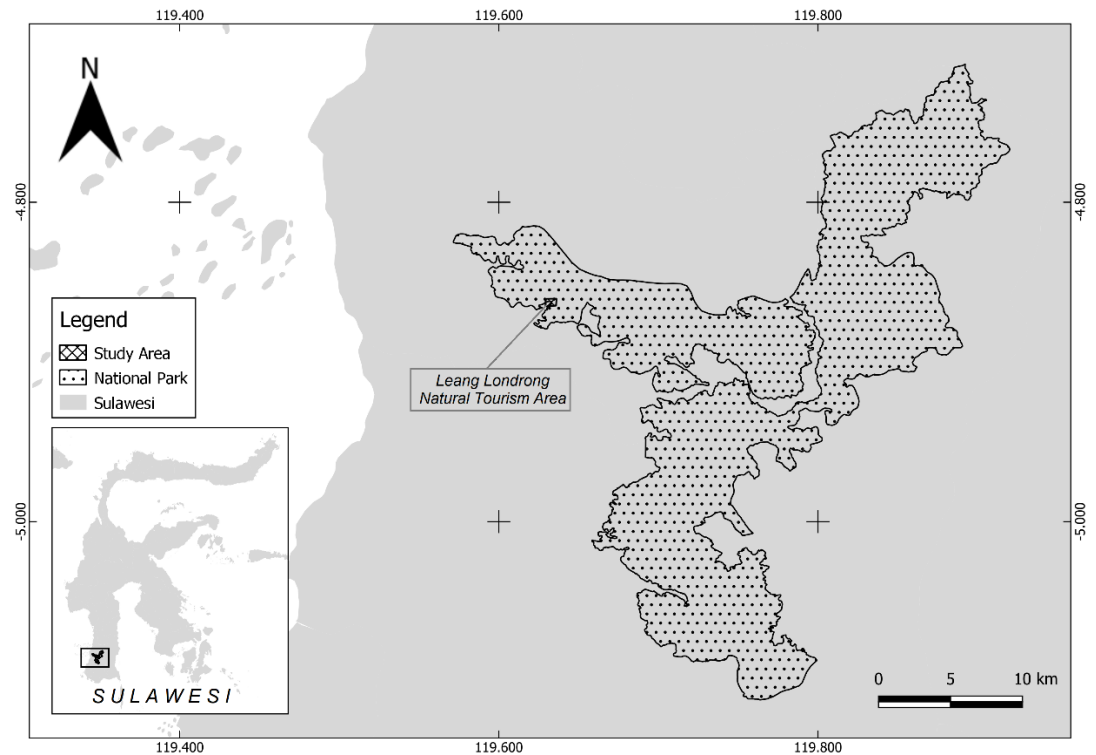 119.400 119.600 119.800
N
-4.800 -4.800
Legend
Study Area
National Park
Sulawesi
Leang Londrong
Natural Tourism Area
-5.000 -5.000
SULAWESI
0 5 10 km
119.400 119.600 119.800